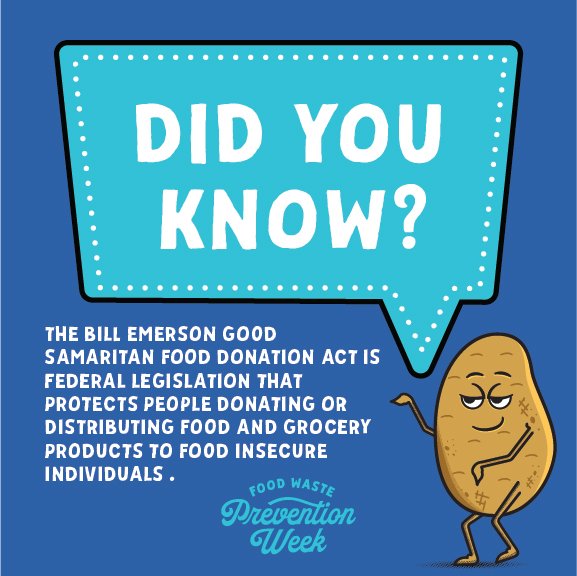 DID YOU
KNOW?
THE BILL EMERSON GOOD
SAMARITAN FOOD DONATION ACT IS
FEDERAL LEGISLATION THAT
PROTECTS PEOPLE DONATING OR
DISTRIBUTING FOOD AND GROCERY
PRODUCTS TO FOOD INSECURE
INDIVIDUALS .
FOOD WASTE
Prevention
Week